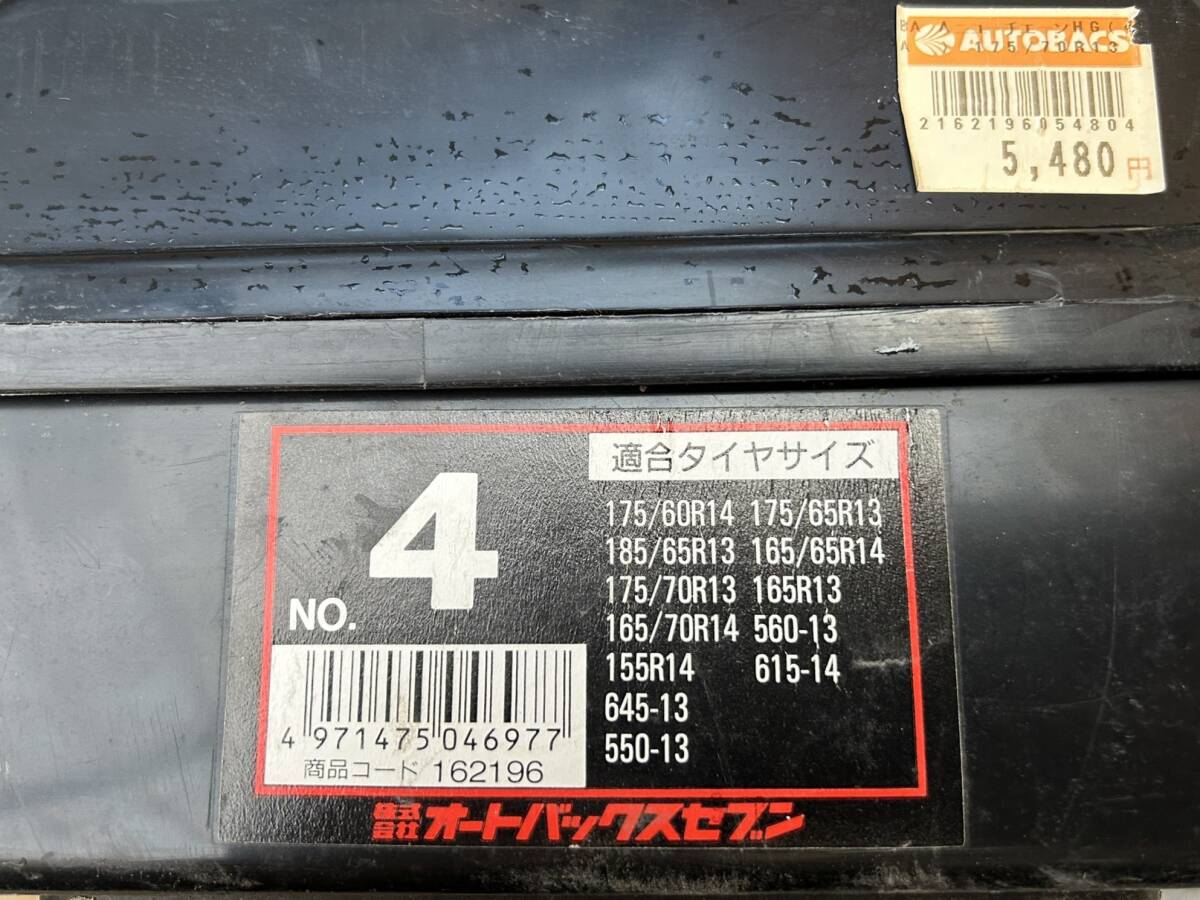 AUTOBACS
175/70R13
2162196054804
5,480円
NO. 4
4 971475 046977
商品コード 162196
適合タイヤサイズ
175/60R14 175/65R13
185/65R13 165/65R14
175/70R13 165R13
165/70R14 560-13
155R14 615-14
645-13
550-13
株式会社オートバックスセブン